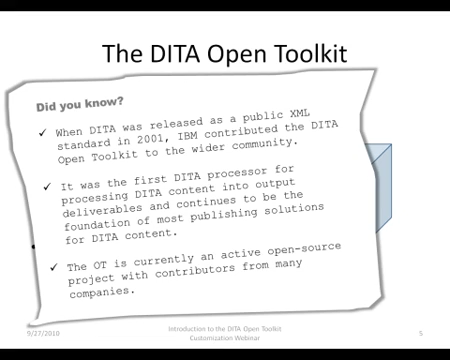 The DITA Open Toolkit
Did you know?
✓ When DITA was released as a public XML
standard in 2001, IBM contributed the DITA
Open Toolkit to the wider community.
✓ It was the first DITA processor for
processing DITA content into output
deliverables and continues to be the
foundation of most publishing solutions
for DITA content.
✓ The OT is currently an active open-source
project with contributors from many
companies.
9/27/2010
Introduction to the DITA Open Toolkit
Customization Webinar
5